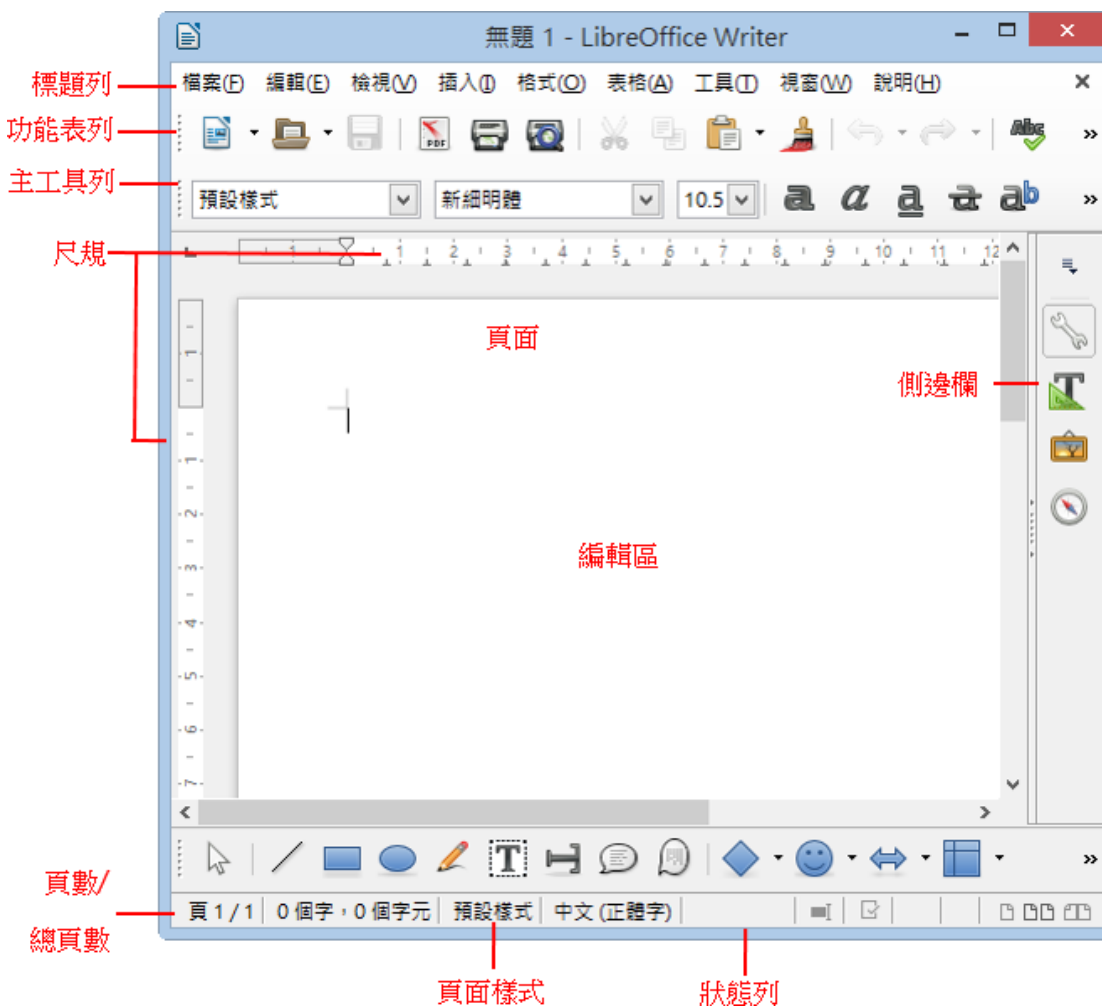 無題 1 - LibreOffice Writer
標題列
檔案(F) 編輯(E) 檢視(V) 插入(I) 格式(O) 表格(A) 工具(T) 視窗(W) 說明(H)
功能表列
PDF
Abc
主工具列
預設樣式 新細明體 10.5 a a a a ab
尺規
1 1 2 3 4 5 6 7 8 9 10 11 12
頁面
側邊欄
編輯區
1
1
2
3
4
5
6
7
T
頁數/
總頁數
頁 1 / 1 0 個字，0 個字元 預設樣式 中文 (正體字)
頁面樣式
狀態列